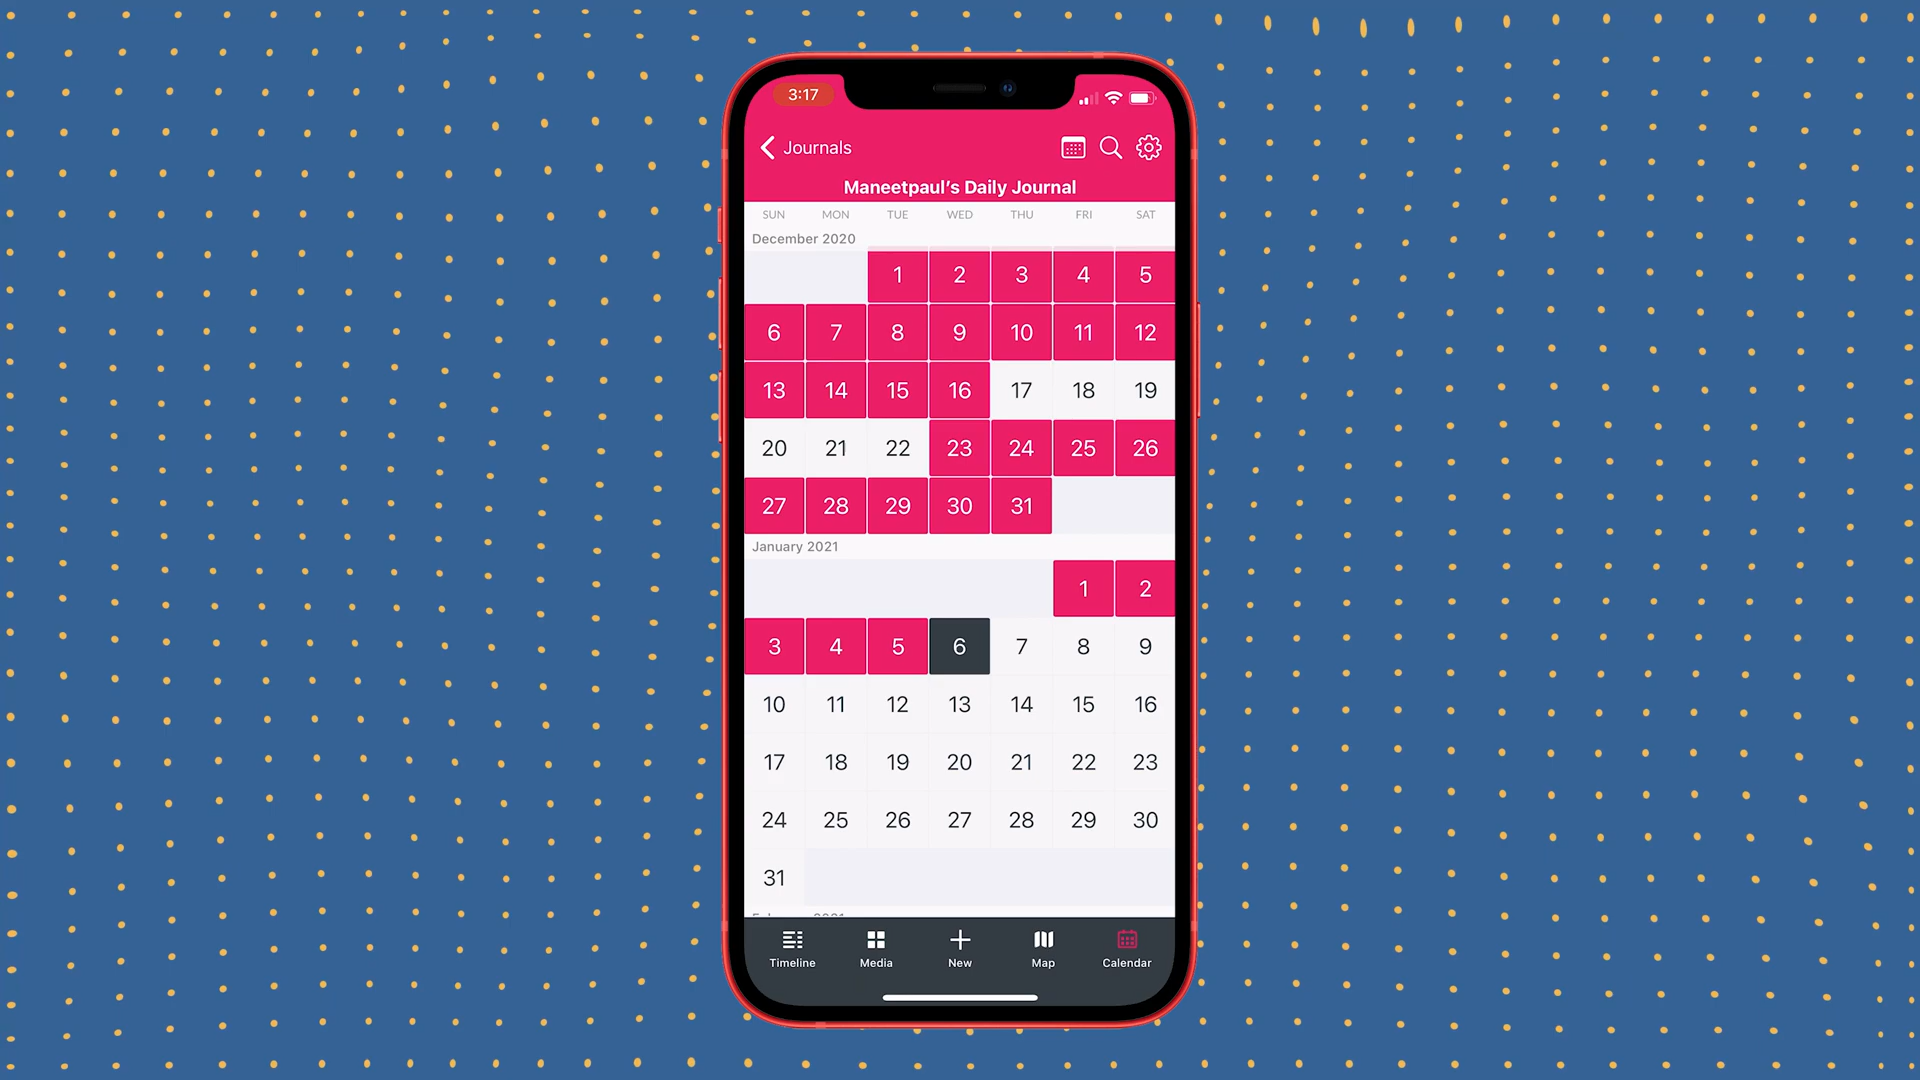 3:17
Journals
Maneetpaul's Daily Journal
SUN MON TUE WED THU FRI SAT
December 2020
1 2 3 4 5
6 7 8 9 10 11 12
13 14 15 16 17 18 19
20 21 22 23 24 25 26
27 28 29 30 31
January 2021
1 2
3 4 5 6 7 8 9
10 11 12 13 14 15 16
17 18 19 20 21 22 23
24 25 26 27 28 29 30
31
Timeline Media New Map Calendar